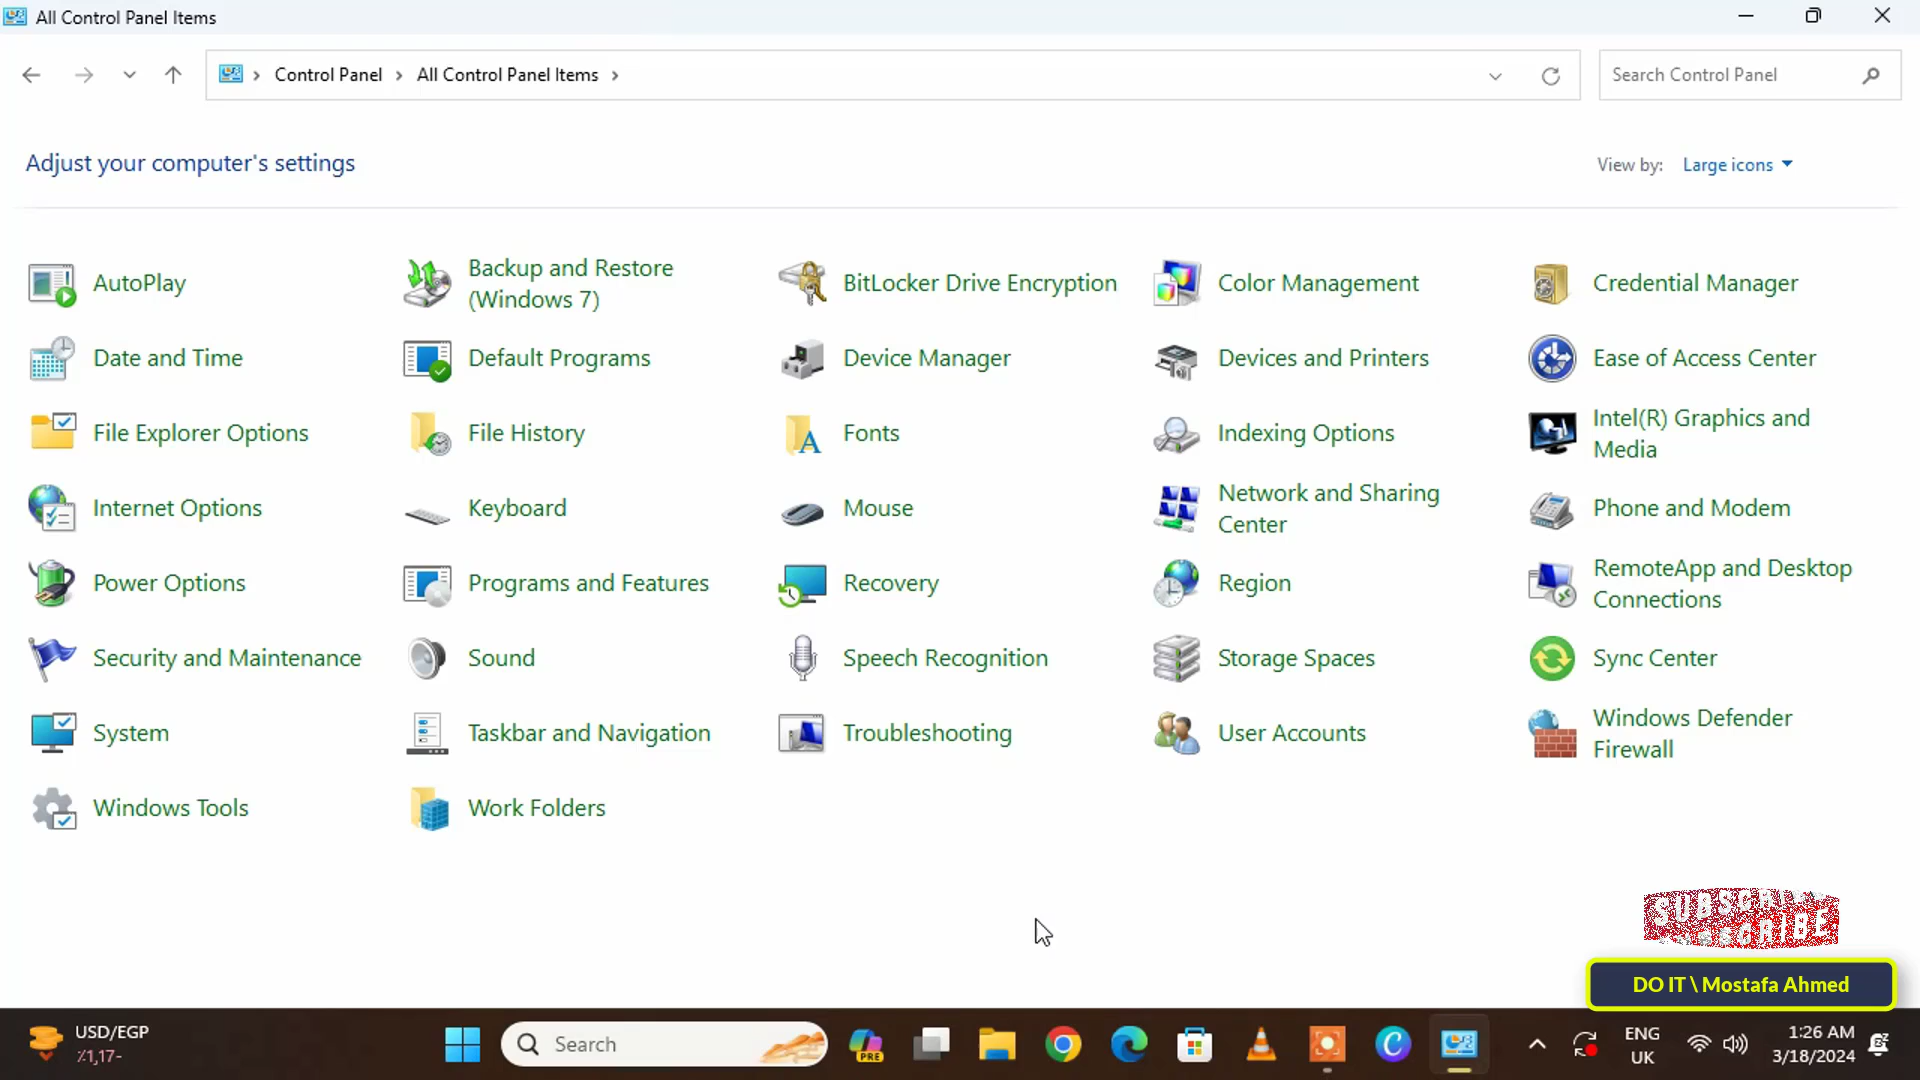 All Control Panel Items
Control Panel
All Control Panel Items
Search Control Panel
Adjust your computer's settings
View by:
Large icons
AutoPlay
Backup and Restore
(Windows 7)
BitLocker Drive Encryption
Color Management
Credential Manager
Date and Time
Default Programs
Device Manager
Devices and Printers
Ease of Access Center
File Explorer Options
File History
Fonts
Indexing Options
Intel(R) Graphics and
Media
Internet Options
Keyboard
Mouse
Network and Sharing
Center
Phone and Modem
Power Options
Programs and Features
Recovery
Region
RemoteApp and Desktop
Connections
Security and Maintenance
Sound
Speech Recognition
Storage Spaces
Sync Center
System
Taskbar and Navigation
Troubleshooting
User Accounts
Windows Defender
Firewall
Windows Tools
Work Folders
DO IT \ Mostafa Ahmed
USD/EGP
٪1,17-
Search
PRE
ENG
UK
1:26 AM
3/18/2024